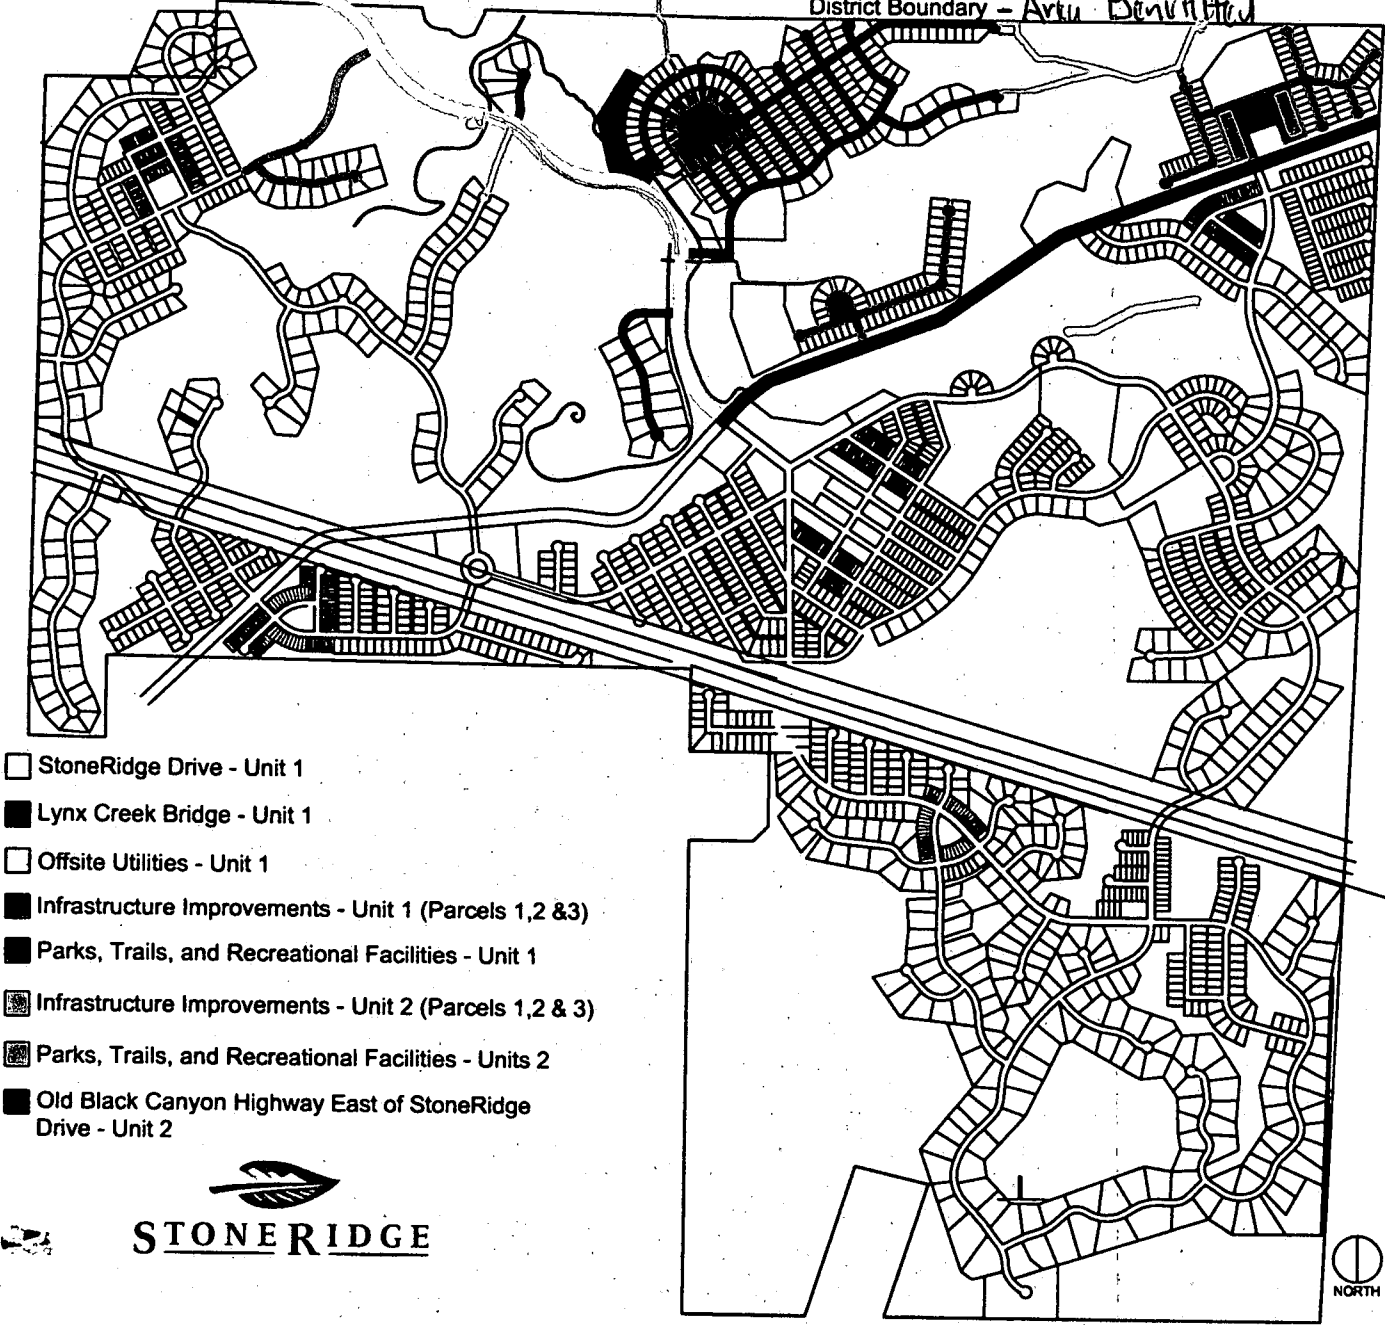 District Boundary - Area
StoneRidge Drive - Unit 1
Lynx Creek Bridge - Unit 1
Offsite Utilities - Unit 1
Infrastructure Improvements - Unit 1 (Parcels 1,2 &3)
Parks, Trails, and Recreational Facilities - Unit 1
Infrastructure Improvements - Unit 2 (Parcels 1,2 & 3)
Parks, Trails, and Recreational Facilities - Units 2
Old Black Canyon Highway East of StoneRidge
Drive - Unit 2
STONERIDGE
NORTH